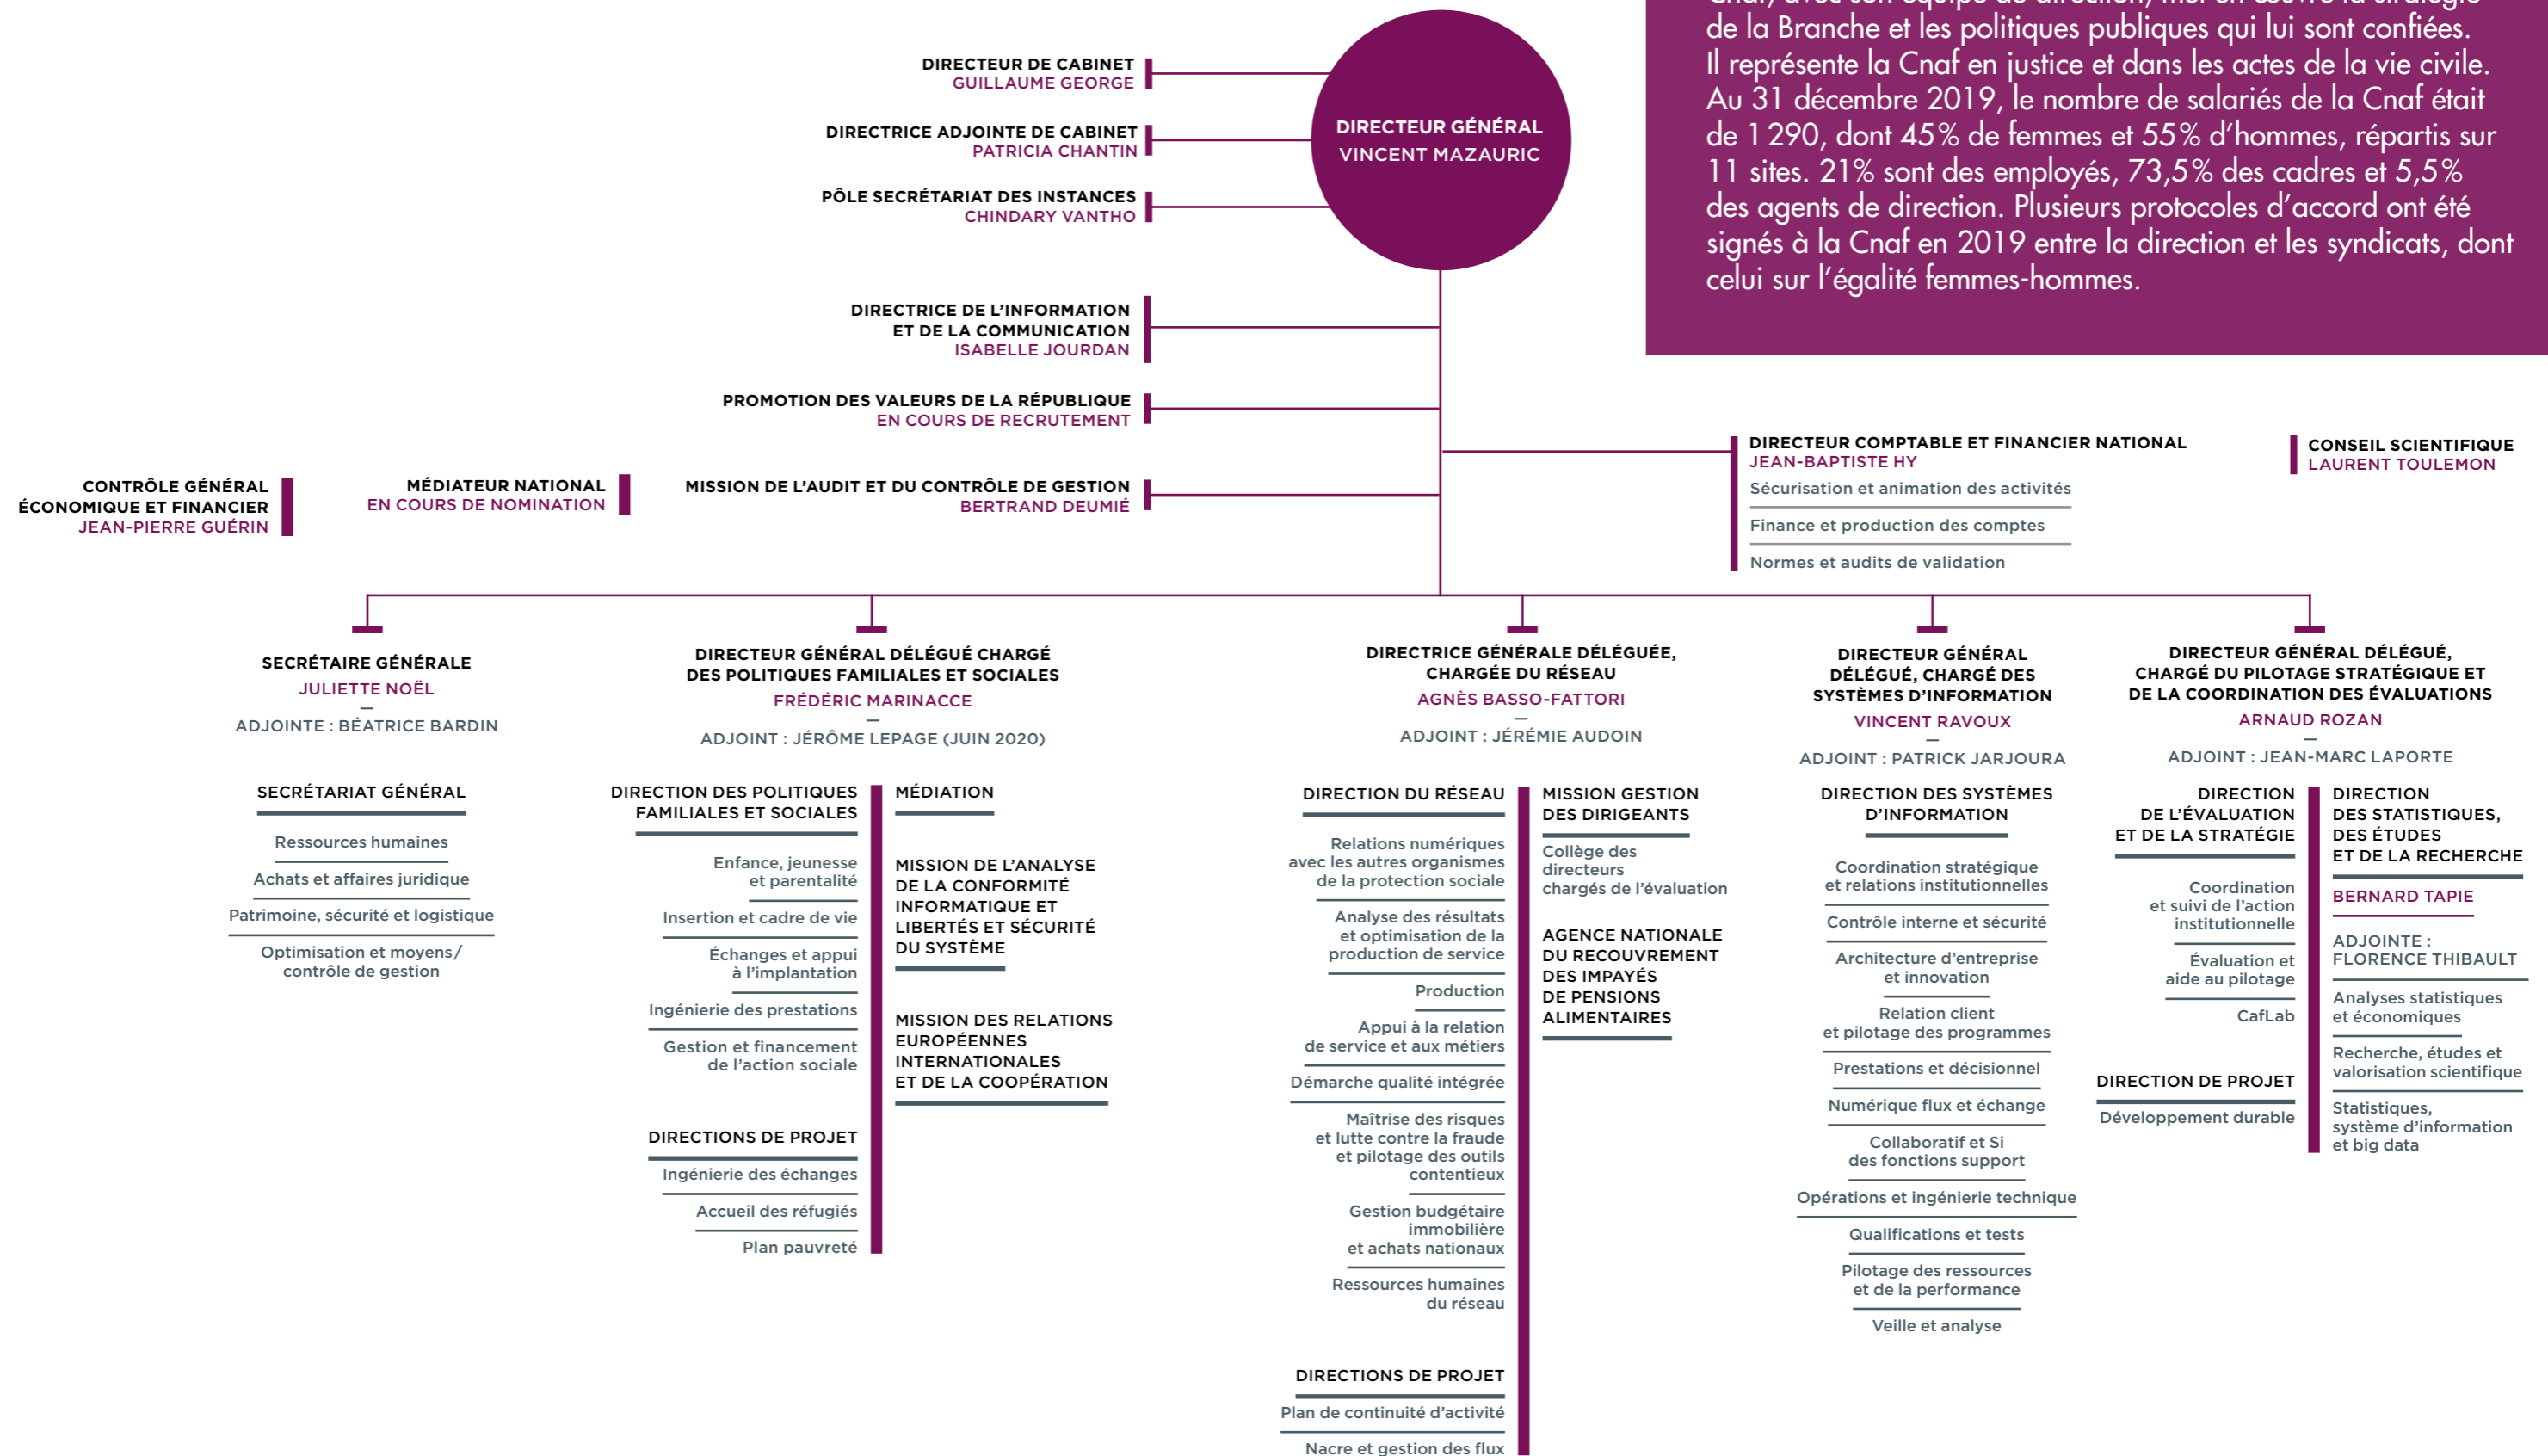 Cnaf, avec son équipe de direction, met en œuvre la stratégie
de la Branche et les politiques publiques qui lui sont confiées.
Il représente la Cnaf en justice et dans les actes de la vie civile.
Au 31 décembre 2019, le nombre de salariés de la Cnaf était
de 1 290, dont 45 % de femmes et 55 % d’hommes, répartis sur
11 sites. 21% sont des employés, 73,5 % des cadres et 5,5 %
des agents de direction. Plusieurs protocoles d’accord ont été
signés à la Cnaf en 2019 entre la direction et les syndicats, dont
celui sur l’égalité femmes-hommes.
DIRECTEUR GÉNÉRAL
VINCENT MAZAURIC
DIRECTEUR DE CABINET
GUILLAUME GEORGE
DIRECTRICE ADJOINTE DE CABINET
PATRICIA CHANTIN
PÔLE SECRÉTARIAT DES INSTANCES
CHINDARY VANTHO
DIRECTRICE DE L’INFORMATION
ET DE LA COMMUNICATION
ISABELLE JOURDAN
PROMOTION DES VALEURS DE LA RÉPUBLIQUE
EN COURS DE RECRUTEMENT
CONTRÔLE GÉNÉRAL
ÉCONOMIQUE ET FINANCIER
JEAN-PIERRE GUÉRIN
MÉDIATEUR NATIONAL
EN COURS DE NOMINATION
MISSION DE L’AUDIT ET DU CONTRÔLE DE GESTION
BERTRAND DEUMIÉ
DIRECTEUR COMPTABLE ET FINANCIER NATIONAL
JEAN-BAPTISTE HY
Sécurisation et animation des activités
Finance et production des comptes
Normes et audits de validation
CONSEIL SCIENTIFIQUE
LAURENT TOULEMON
SECRÉTAIRE GÉNÉRALE
JULIETTE NOËL
—
ADJOINTE : BÉATRICE BARDIN
SECRÉTARIAT GÉNÉRAL
Ressources humaines
Achats et affaires juridique
Patrimoine, sécurité et logistique
Optimisation et moyens/
contrôle de gestion
DIRECTEUR GÉNÉRAL DÉLÉGUÉ CHARGÉ
DES POLITIQUES FAMILIALES ET SOCIALES
FRÉDÉRIC MARINACCE
—
ADJOINT : JÉRÔME LEPAGE (JUIN 2020)
DIRECTION DES POLITIQUES
FAMILIALES ET SOCIALES
Enfance, jeunesse
et parentalité
Insertion et cadre de vie
Échanges et appui
à l’implantation
Ingénierie des prestations
Gestion et financement
de l’action sociale
DIRECTIONS DE PROJET
Ingénierie des échanges
Accueil des réfugiés
Plan pauvreté
MÉDIATION
MISSION DE L’ANALYSE
DE LA CONFORMITÉ
INFORMATIQUE ET
LIBERTÉS ET SÉCURITÉ
DU SYSTÈME
MISSION DES RELATIONS
EUROPÉENNES
INTERNATIONALES
ET DE LA COOPÉRATION
DIRECTRICE GÉNÉRALE DÉLÉGUÉE,
CHARGÉE DU RÉSEAU
AGNÈS BASSO-FATTORI
—
ADJOINT : JÉRÉMIE AUDOIN
DIRECTION DU RÉSEAU
Relations numériques
avec les autres organismes
de la protection sociale
Analyse des résultats
et optimisation de la
production de service
Production
Appui à la relation
de service et aux métiers
Démarche qualité intégrée
Maîtrise des risques
et lutte contre la fraude
et pilotage des outils
contentieux
Gestion budgétaire
immobilière
et achats nationaux
Ressources humaines
du réseau
DIRECTIONS DE PROJET
Plan de continuité d’activité
Nacre et gestion des flux
MISSION GESTION
DES DIRIGEANTS
Collège des
directeurs
chargés de l’évaluation
AGENCE NATIONALE
DU RECOUVREMENT
DES IMPAYÉS
DE PENSIONS
ALIMENTAIRES
DIRECTEUR GÉNÉRAL
DÉLÉGUÉ, CHARGÉ DES
SYSTÈMES D’INFORMATION
VINCENT RAVOUX
—
ADJOINT : PATRICK JARJOURA
DIRECTION DES SYSTÈMES
D’INFORMATION
Coordination stratégique
et relations institutionnelles
Contrôle interne et sécurité
Architecture d’entreprise
et innovation
Relation client
et pilotage des programmes
Prestations et décisionnel
Numérique flux et échange
Collaboratif et Si
des fonctions support
Opérations et ingénierie technique
Qualifications et tests
Pilotage des ressources
et de la performance
Veille et analyse
DIRECTEUR GÉNÉRAL DÉLÉGUÉ,
CHARGÉ DU PILOTAGE STRATÉGIQUE ET
DE LA COORDINATION DES ÉVALUATIONS
ARNAUD ROZAN
—
ADJOINT : JEAN-MARC LAPORTE
DIRECTION
DE L’ÉVALUATION
ET DE LA STRATÉGIE
Coordination
et suivi de l’action
institutionnelle
Évaluation et
aide au pilotage
CafLab
DIRECTION DE PROJET
Développement durable
DIRECTION
DES STATISTIQUES,
DES ÉTUDES
ET DE LA RECHERCHE
BERNARD TAPIE
ADJOINTE :
FLORENCE THIBAULT
Analyses statistiques
et économiques
Recherche, études et
valorisation scientifique
Statistiques,
système d’information
et big data